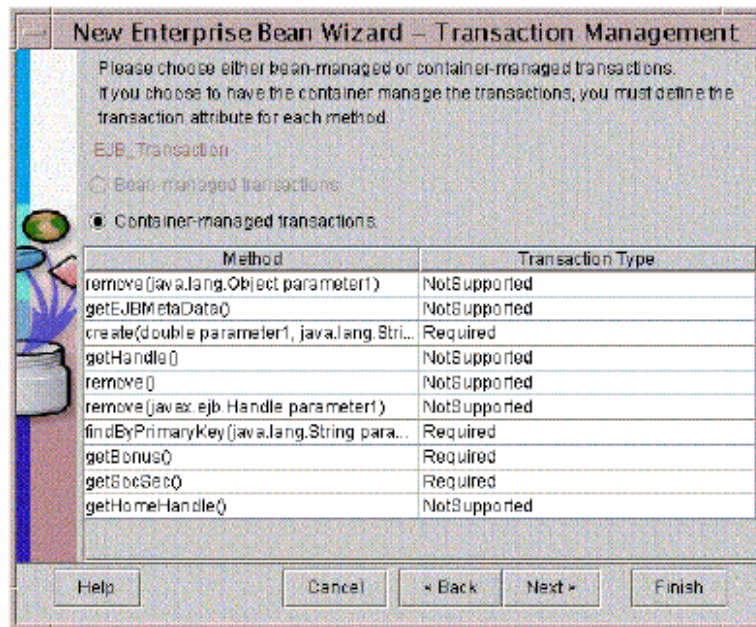 New Enterprise Bean Wizard – Transaction Management
Please choose either bean-managed or container-managed transactions.
If you choose to have the container manage the transactions, you must define the
transaction attribute for each method.
EJB_Transaction
Bean-managed transactions
Container-managed transactions
Method Transaction Type
remove(java.lang.Object parameter1) NotSupported
getEJBMetaData() NotSupported
create(double parameter1, java.lang.Stri... Required
getHandle() NotSupported
remove() NotSupported
remove(javax.ejb.Handle parameter1) NotSupported
findByPrimaryKey(java.lang.String para... Required
getBonus() Required
getSocSec() Required
getHomeHandle() NotSupported
Help Cancel < Back Next > Finish